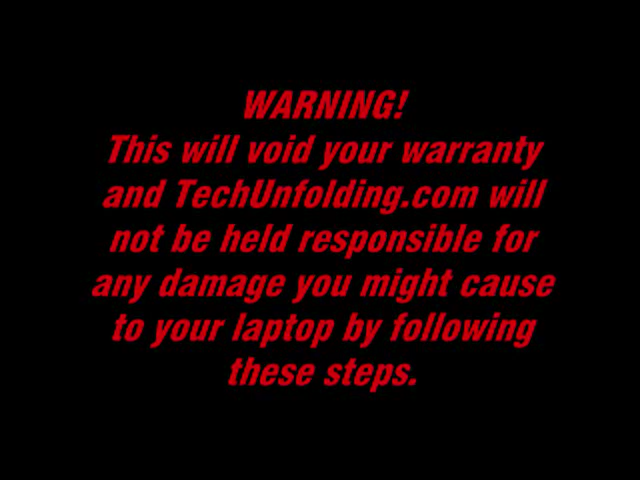 WARNING!
This will void your warranty
and TechUnfolding.com will
not be held responsible for
any damage you might cause
to your laptop by following
these steps.